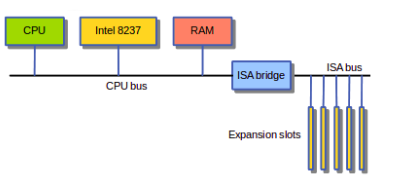 CPU
Intel 8237
RAM
ISA bridge
ISA bus
CPU bus
Expansion slots